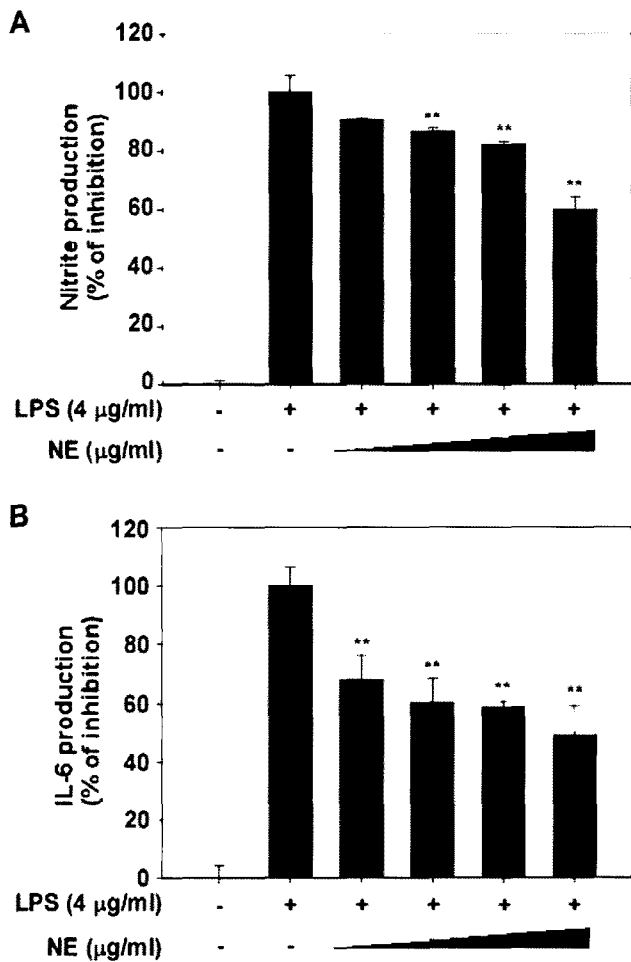 A
120
100
80
60
40
20
0
Nitrite production
(% of inhibition)
** ** **
LPS (4 μg/ml) - + + + + +
NE (μg/ml) - -
B
120
100
80
60
40
20
0
IL-6 production
(% of inhibition)
** ** ** **
LPS (4 μg/ml) - + + + + +
NE (μg/ml) - -